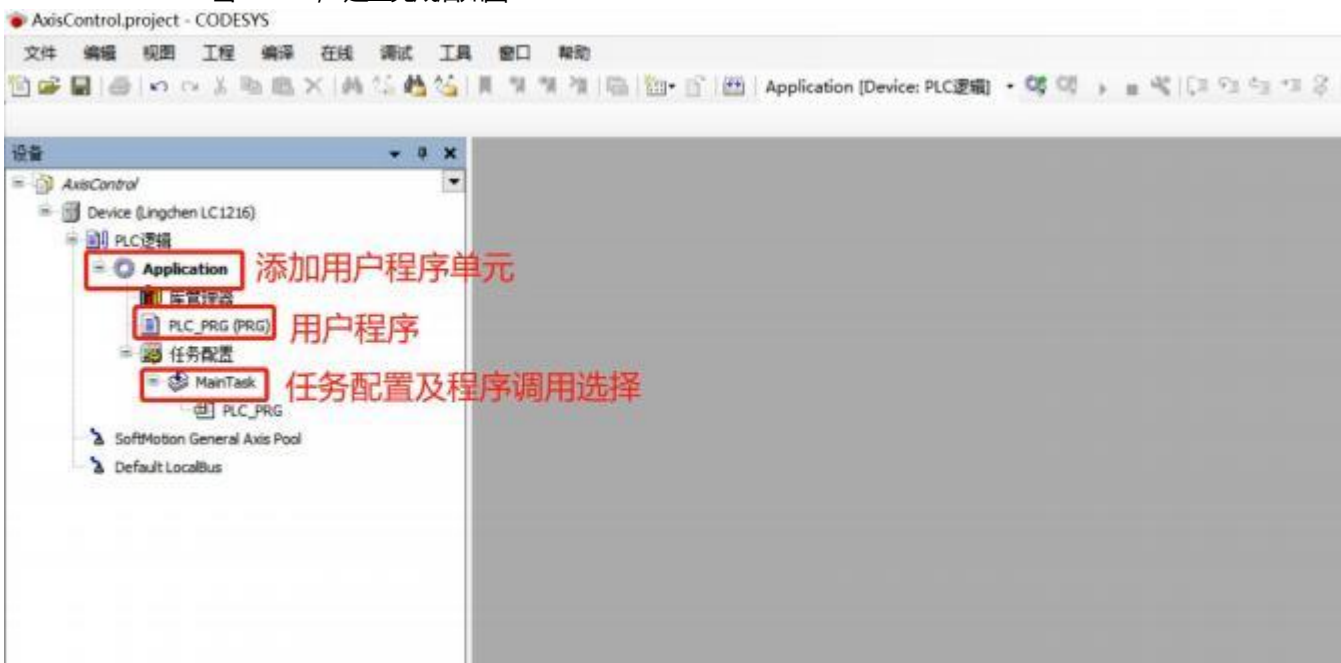 AxisControl.project - CODESYS
文件 编辑 视图 工程 编译 在线 调试 工具 窗口 帮助
Application [Device: PLC逻辑]
设备
AxisControl
Device (Lingchen LC1216)
PLC逻辑
Application 添加用户程序单元
库管理器
PLC_PRG (PRG) 用户程序
任务配置
MainTask 任务配置及程序调用选择
PLC_PRG
SoftMotion General Axis Pool
Default LocalBus